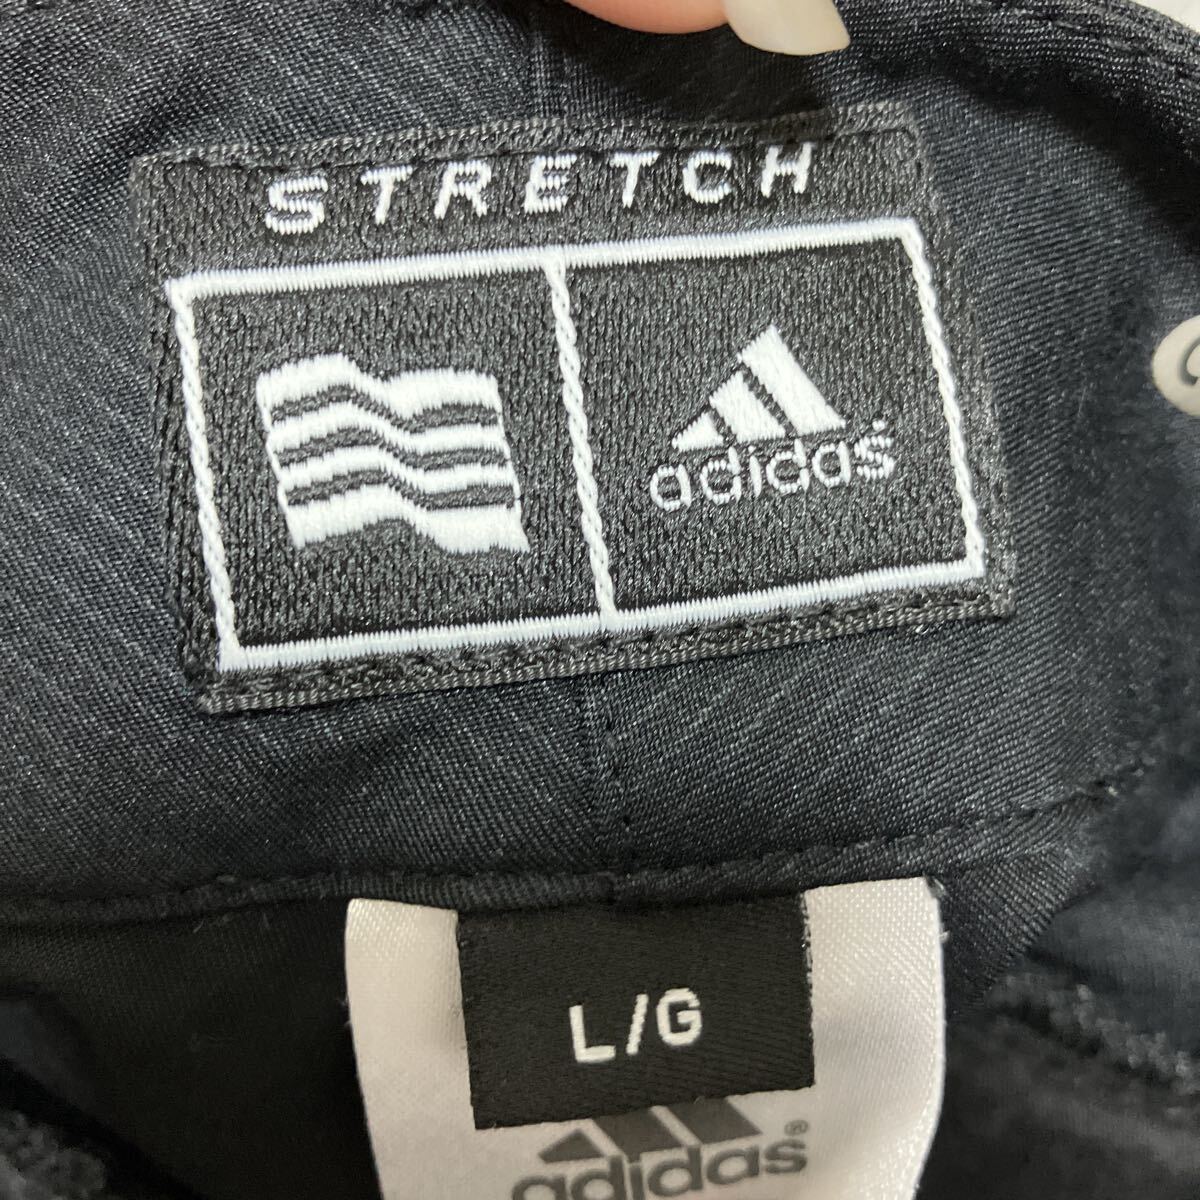 STRETCH
adidas
L/G
®
adidas